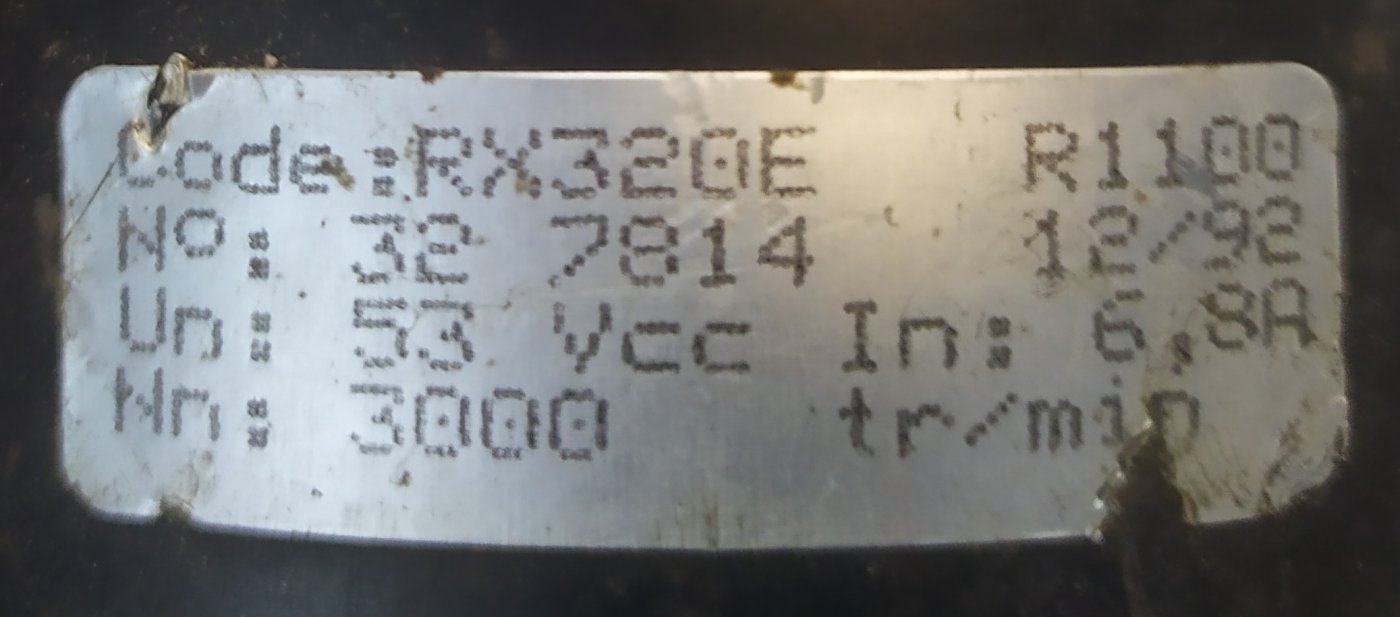 Code:RX320E R1100
No: 32 7814 12/92
Un: 53 Vcc In: 6,8A
Nn: 3000 tr/min